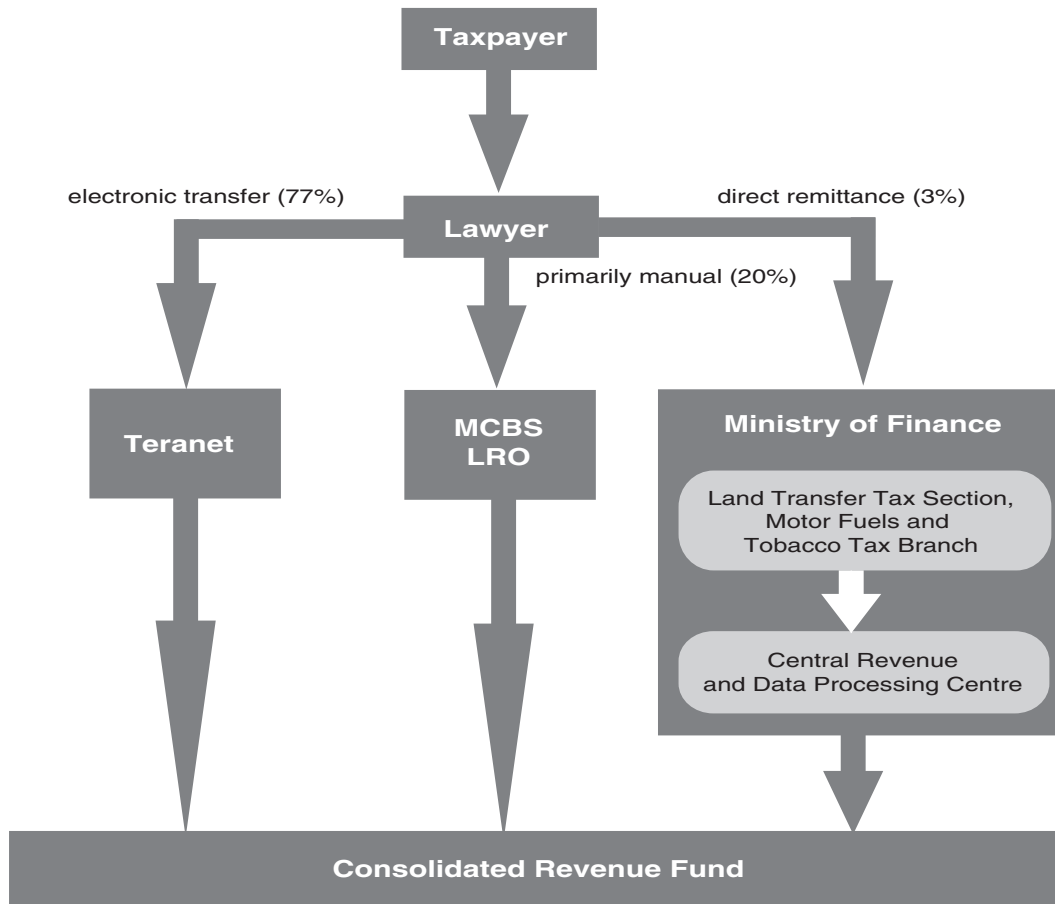 Taxpayer
electronic transfer (77%)
direct remittance (3%)
Lawyer
primarily manual (20%)
Teranet
MCBS
LRO
Ministry of Finance
Land Transfer Tax Section,
Motor Fuels and
Tobacco Tax Branch
Central Revenue
and Data Processing Centre
Consolidated Revenue Fund